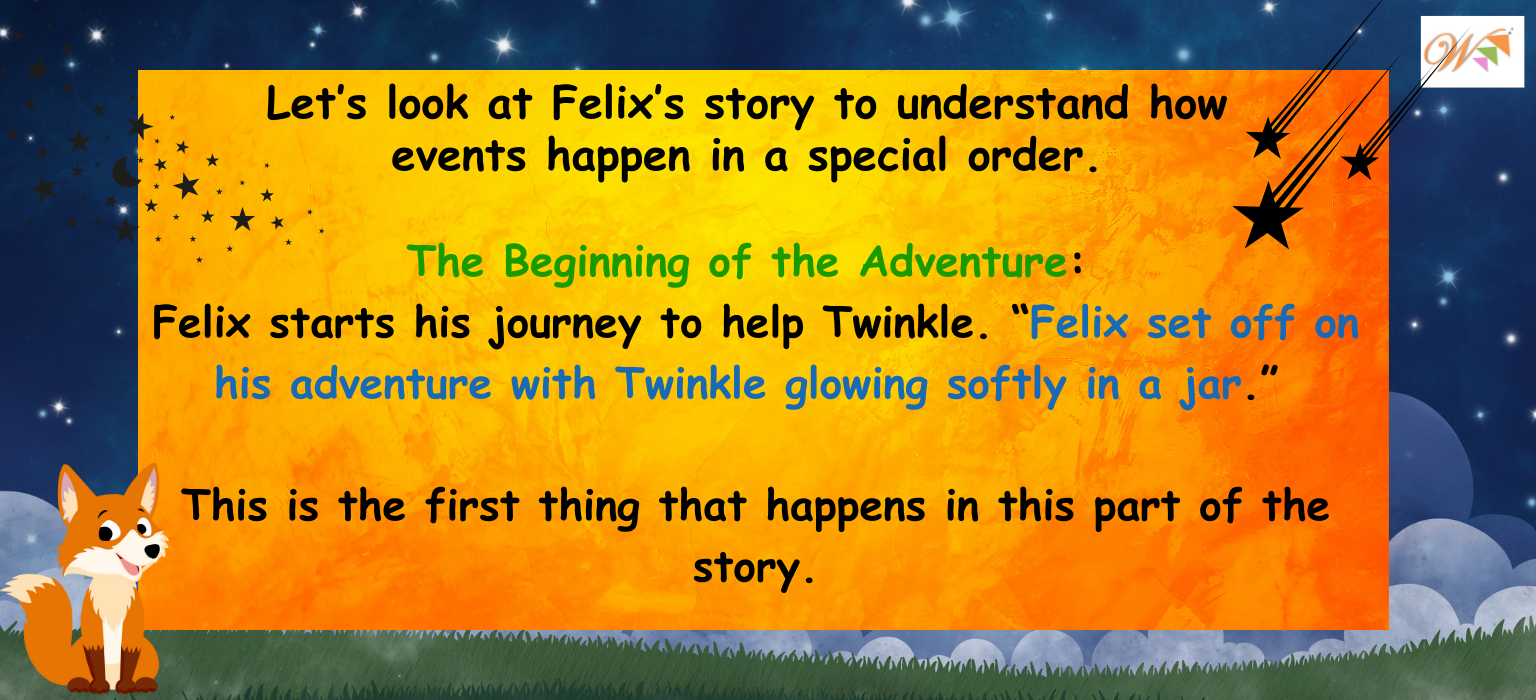 W
Let's look at Felix's story to understand how
events happen in a special order.
The Beginning of the Adventure:
Felix starts his journey to help Twinkle. “Felix set off on
his adventure with Twinkle glowing softly in a jar.”
This is the first thing that happens in this part of the
story.